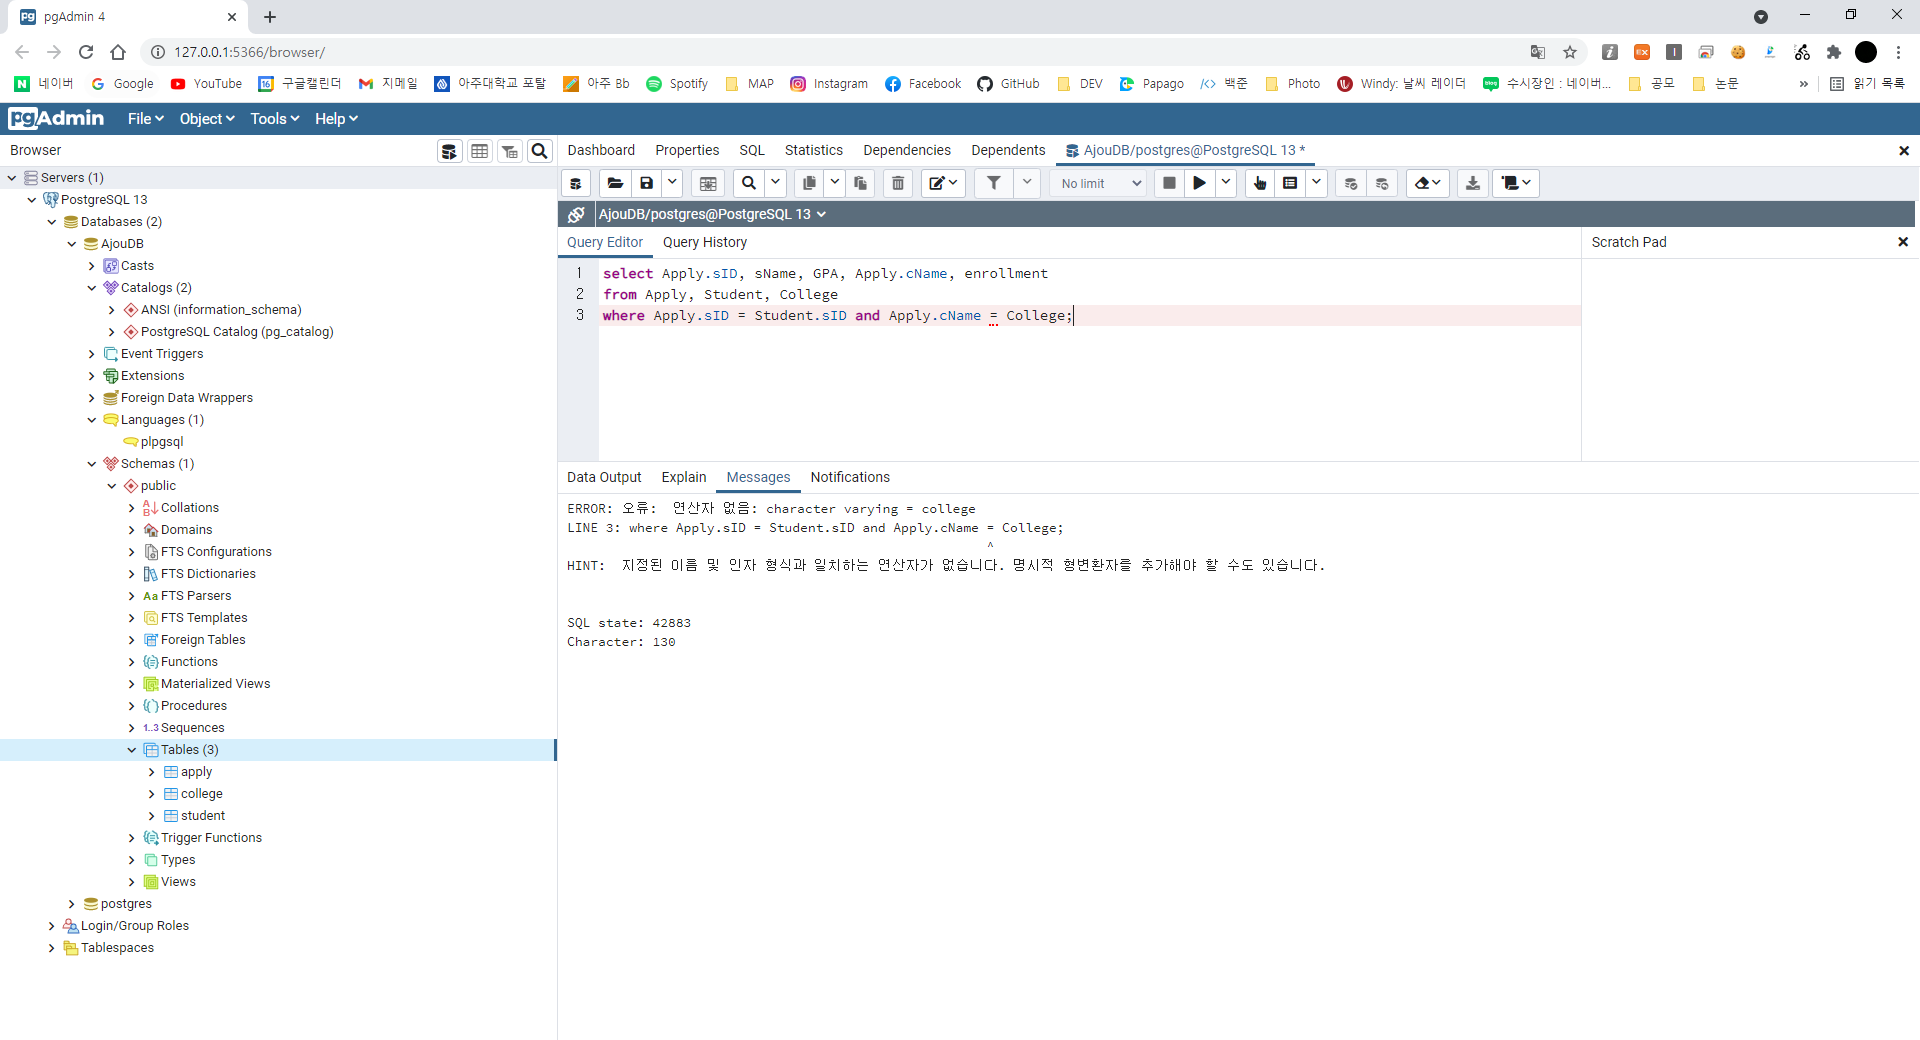 pgAdmin 4
127.0.0.1:5366/browser/
네이버
Google
YouTube
16
구글캘린더
지메일
아주대학교 포탈
아주 Bb
Spotify
MAP
Instagram
Facebook
GitHub
DEV
Papago
백준
Photo
Windy: 날씨 레이더
수시장인 : 네이버...
공모
논문
»
읽기 목록
pgAdmin
File
Object
Tools
Help
Browser
Dashboard
Properties
SQL
Statistics
Dependencies
Dependents
AjouDB/postgres@PostgreSQL 13 *
No limit
AjouDB/postgres@PostgreSQL 13
Query Editor
Query History
Scratch Pad
1 select Apply.sID, sName, GPA, Apply.cName, enrollment
2 from Apply, Student, College
3 where Apply.sID = Student.sID and Apply.cName = College;
Data Output
Explain
Messages
Notifications
ERROR: 오류:  연산자 없음: character varying = college
LINE 3: where Apply.sID = Student.sID and Apply.cName = College;
^
HINT:  지정된 이름 및 인자 형식과 일치하는 연산자가 없습니다. 명시적 형변환자를 추가해야 할 수도 있습니다.
SQL state: 42883
Character: 130
Servers (1)
PostgreSQL 13
Databases (2)
AjouDB
Casts
Catalogs (2)
ANSI (information_schema)
PostgreSQL Catalog (pg_catalog)
Event Triggers
Extensions
Foreign Data Wrappers
Languages (1)
plpgsql
Schemas (1)
public
Collations
Domains
FTS Configurations
FTS Dictionaries
Aa FTS Parsers
FTS Templates
Foreign Tables
Functions
Materialized Views
Procedures
1..3 Sequences
Tables (3)
apply
college
student
Trigger Functions
Types
Views
postgres
Login/Group Roles
Tablespaces